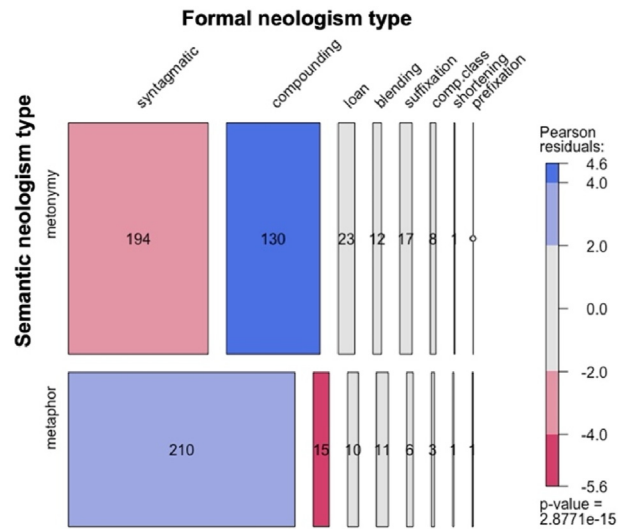 Formal neologism type
syntagmatic
compounding
loan
blending
suffixation
comp.class
shortening
prefixation
Semantic neologism type
metonymy
194
130
23
12
17
8
1
metaphor
210
15
10
11
6
3
1
1
Pearson
residuals:
4.6
4.0
2.0
0.0
-2.0
-4.0
-5.6
p-value =
2.8771e-15